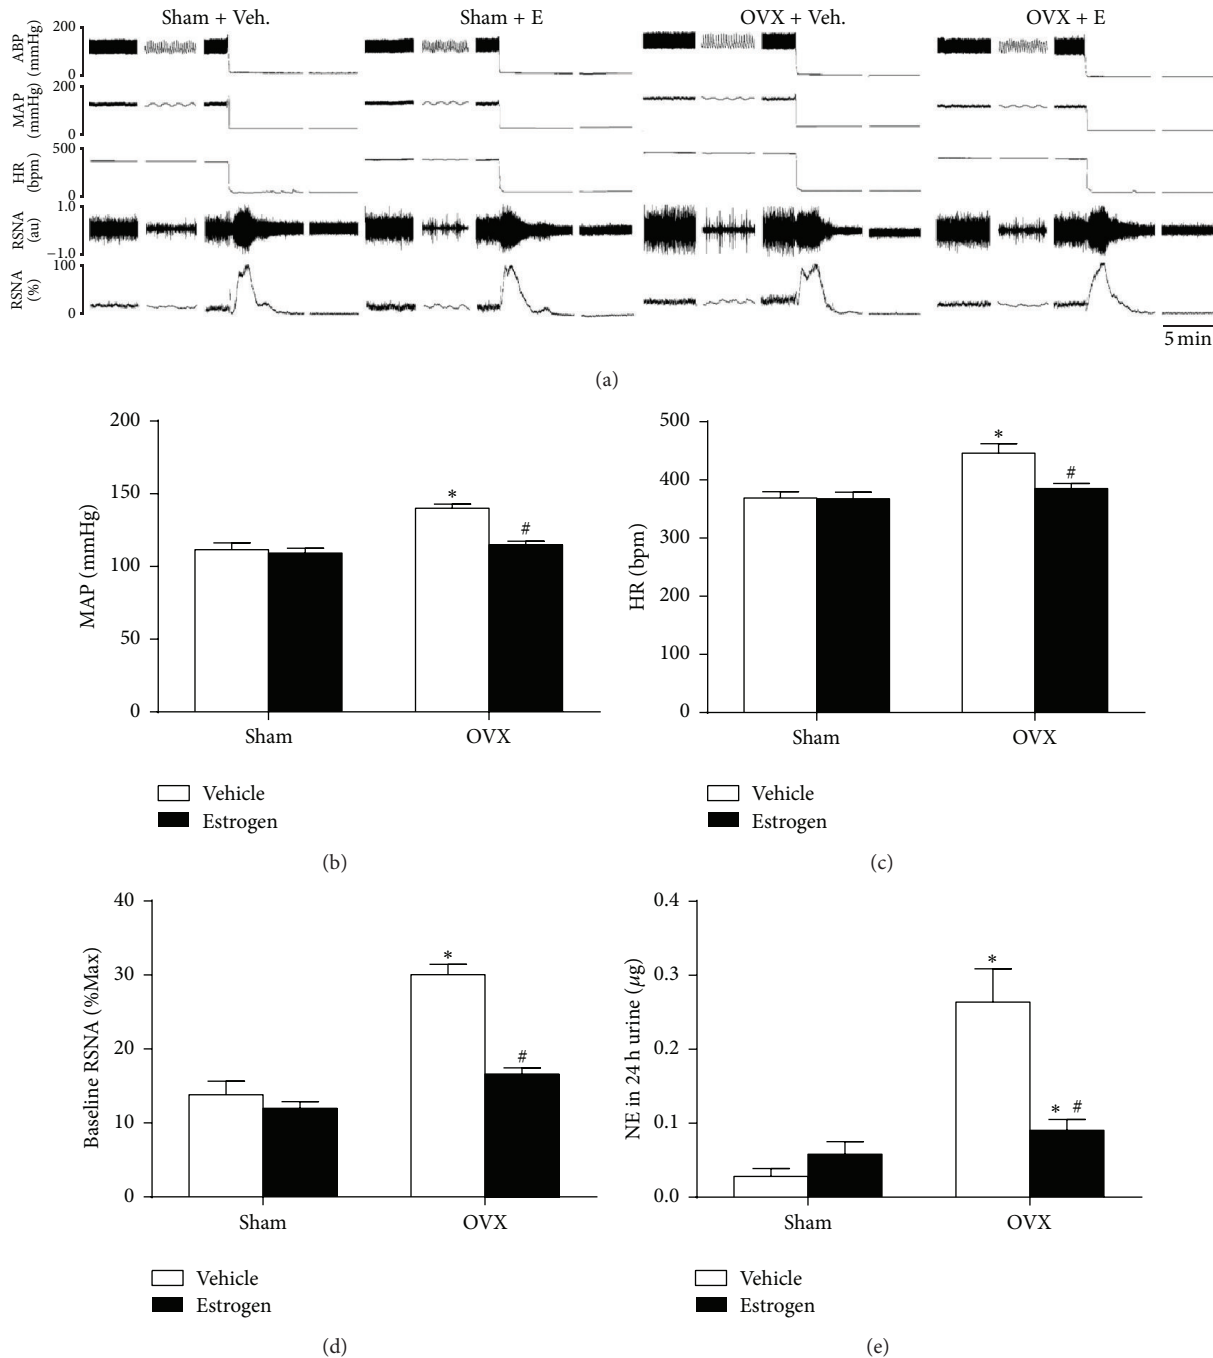 Sham + Veh. Sham + E OVX + Veh. OVX + E
ABP (mmHg) 200 0
MAP (mmHg) 200 0
HR (bpm) 500 0
RSNA (au) 1.0 −1.0
RSNA (%) 100 0
5 min
(a)
MAP (mmHg)
200
150
100
50
0
* #
Sham OVX
Vehicle
Estrogen
(b)
HR (bpm)
500
400
300
200
100
0
* #
Sham OVX
Vehicle
Estrogen
(c)
Baseline RSNA (%Max)
40
30
20
10
0
* #
Sham OVX
Vehicle
Estrogen
(d)
NE in 24 h urine (μg)
0.4
0.3
0.2
0.1
0.0
* * #
Sham OVX
Vehicle
Estrogen
(e)